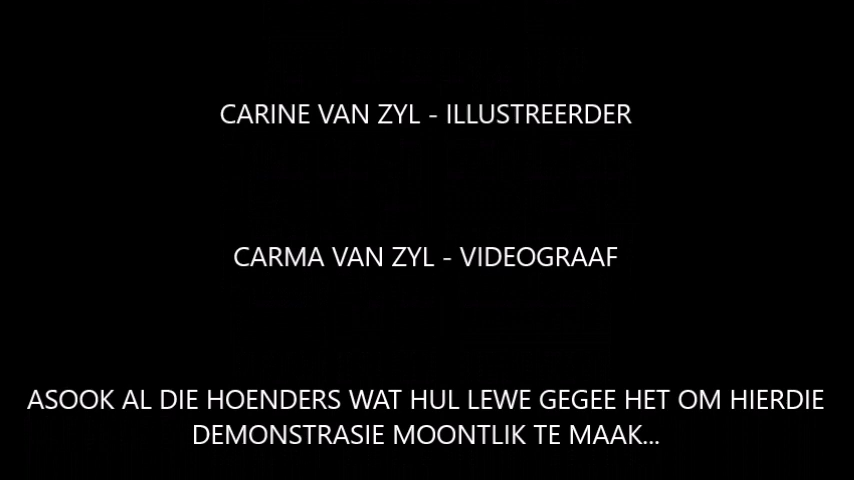 CARINE VAN ZYL - ILLUSTREERDER
CARMA VAN ZYL - VIDEOGRAAF
ASOOK AL DIE HOENDERS WAT HUL LEWE GEGEE HET OM HIERDIE
DEMONSTRASIE MOONTLIK TE MAAK...